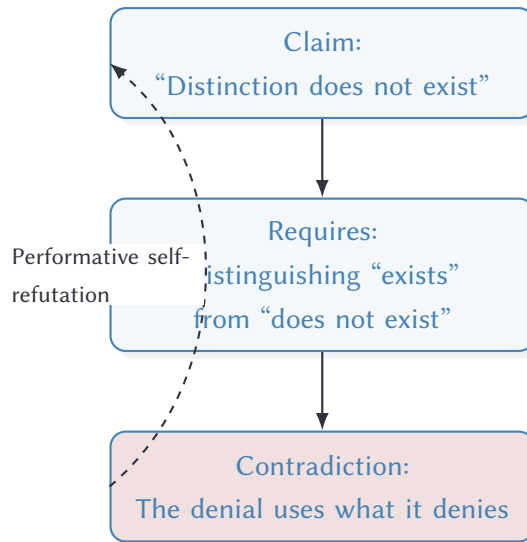 Claim:
“Distinction does not exist”
Requires:
istinguishing “exists”
from “does not exist”
Performative self-
refutation
Contradiction:
The denial uses what it denies